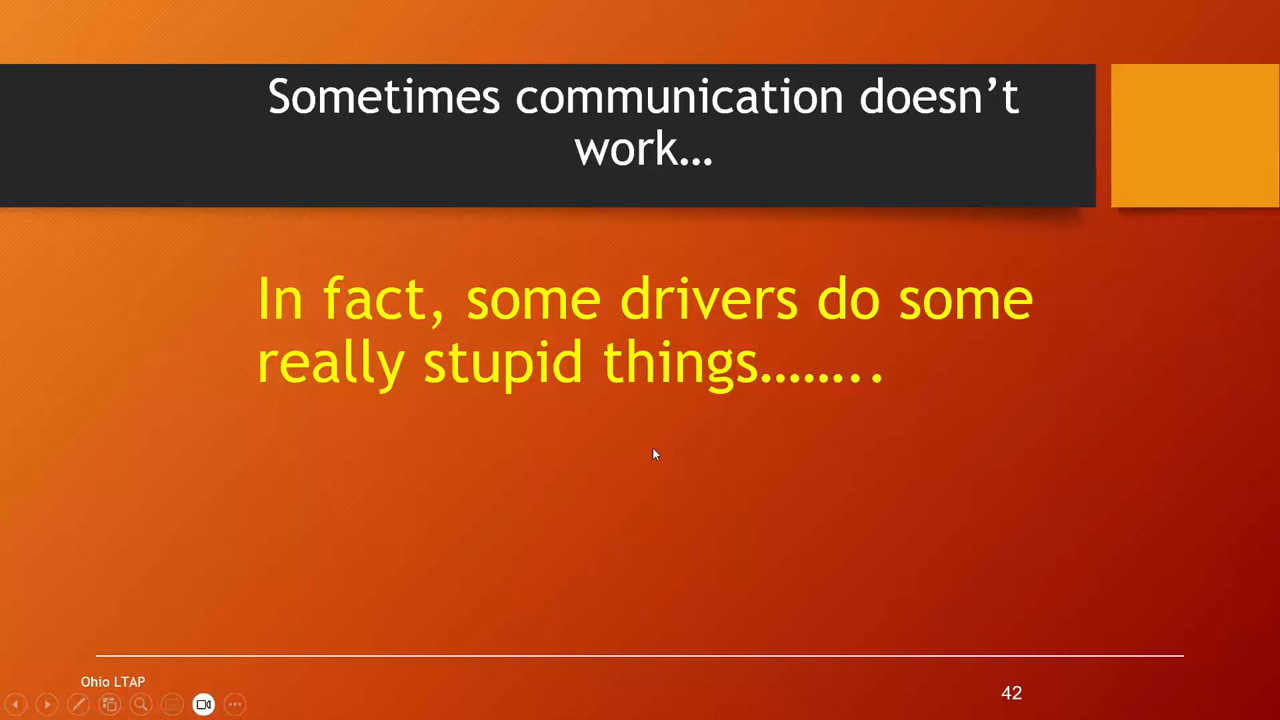 Sometimes communication doesn’t
work…
In fact, some drivers do some
really stupid things……..
Ohio LTAP
42